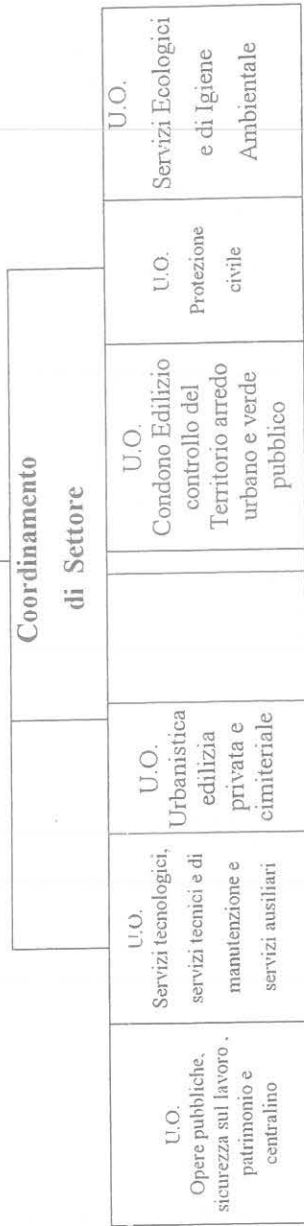 Coordinamento
di Settore
U.O.
Opere pubbliche,
sicurezza sul lavoro,
patrimonio e
centralino
U.O.
Servizi tecnologici,
servizi tecnici e di
manutenzione e
servizi ausiliari
U.O.
Urbanistica
edilizia
privata e
cimiteriale
U.O.
Condono Edilizio
controllo del
Territorio arredo
urbano e verde
pubblico
U.O.
Protezione
civile
U.O.
Servizi Ecologici
e di Igiene
Ambientale